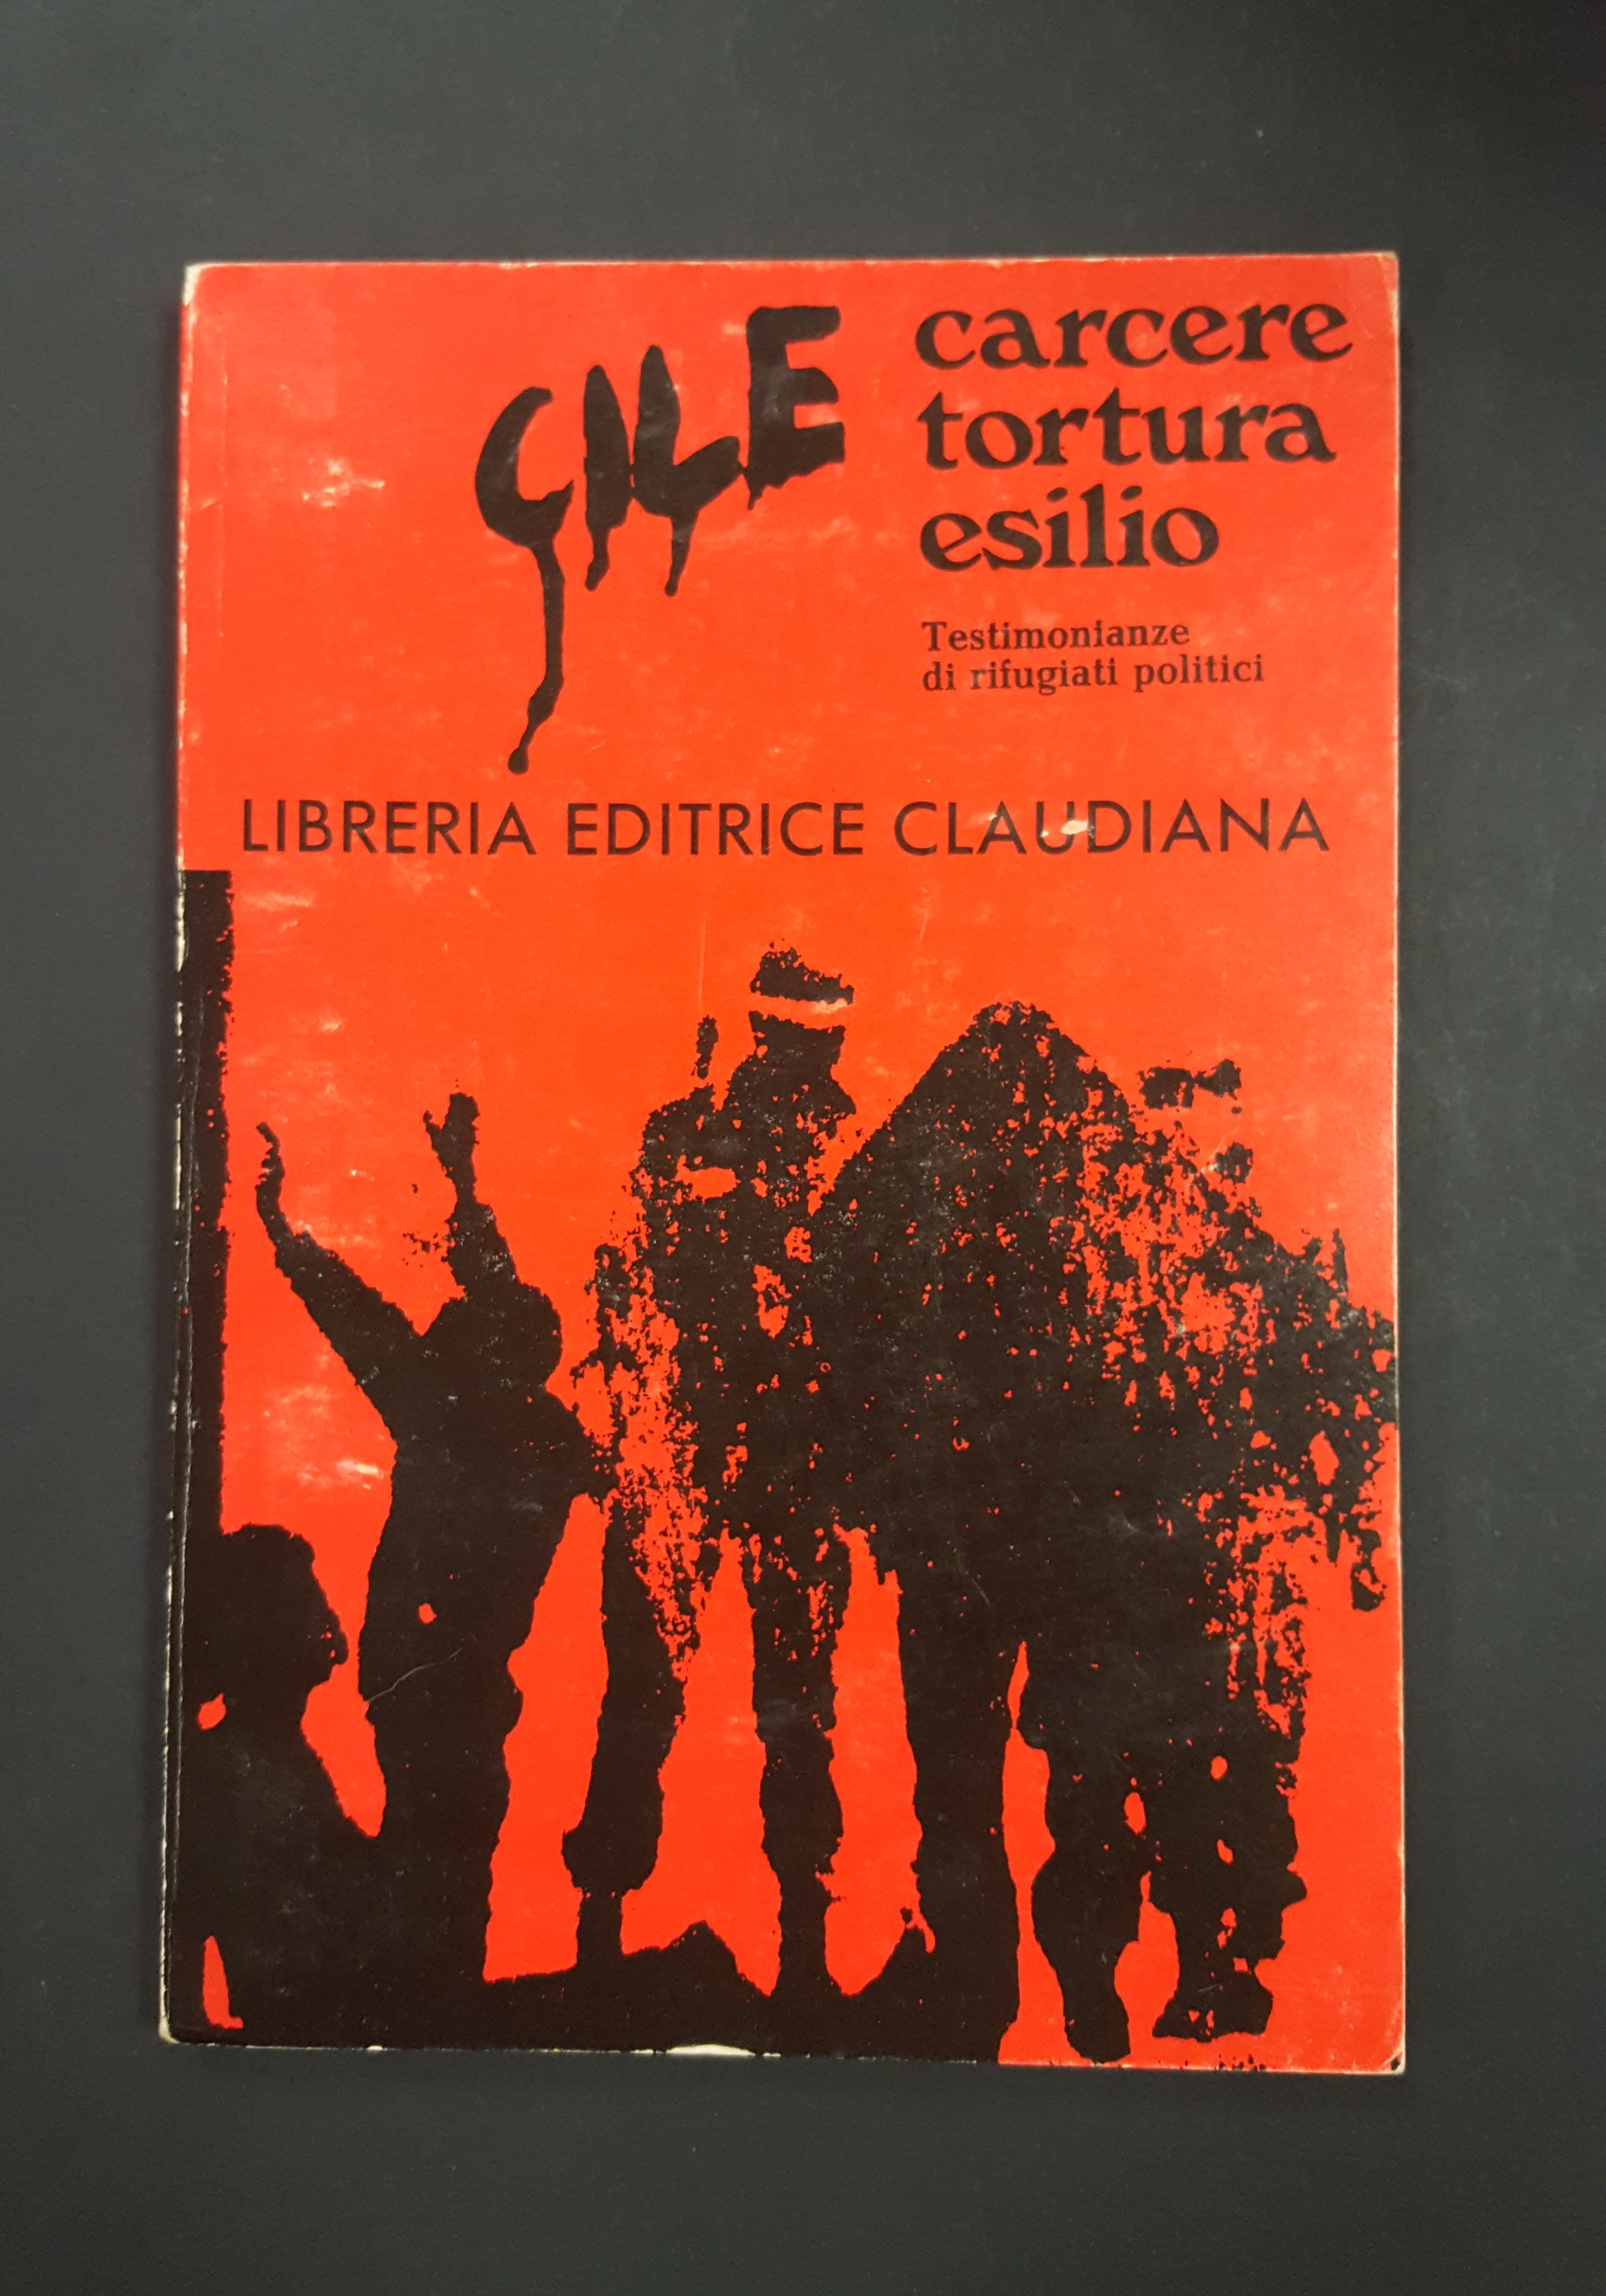 CILE
carcere
tortura
esilio
Testimonianze
di rifugiati politici
LIBRERIA EDITRICE CLAUDIANA